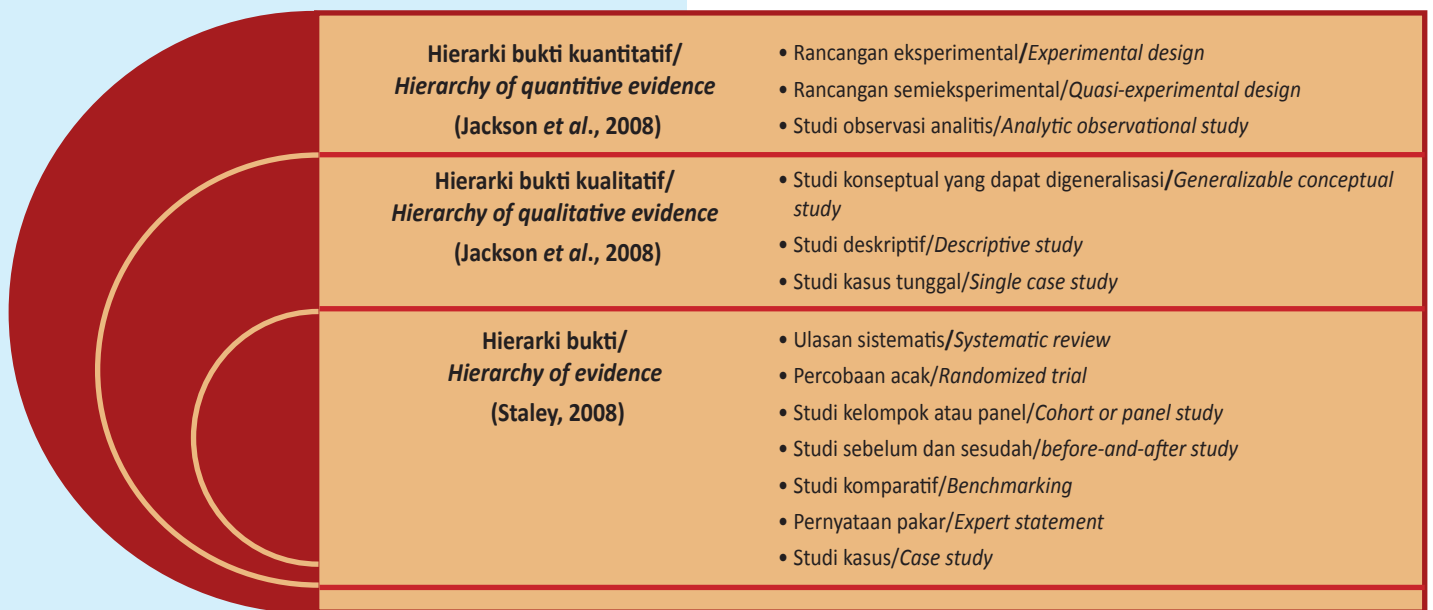 Hierarki bukti kuantitatif/
Hierarchy of quantitive evidence
(Jackson et al., 2008)
• Rancangan eksperimental/Experimental design
• Rancangan semieksperimental/Quasi-experimental design
• Studi observasi analitis/Analytic observational study
Hierarki bukti kualitatif/
Hierarchy of qualitative evidence
(Jackson et al., 2008)
• Studi konseptual yang dapat digeneralisasi/Generalizable conceptual
study
• Studi deskriptif/Descriptive study
• Studi kasus tunggal/Single case study
Hierarki bukti/
Hierarchy of evidence
(Staley, 2008)
• Ulasan sistematis/Systematic review
• Percobaan acak/Randomized trial
• Studi kelompok atau panel/Cohort or panel study
• Studi sebelum dan sesudah/before-and-after study
• Studi komparatif/Benchmarking
• Pernyataan pakar/Expert statement
• Studi kasus/Case study